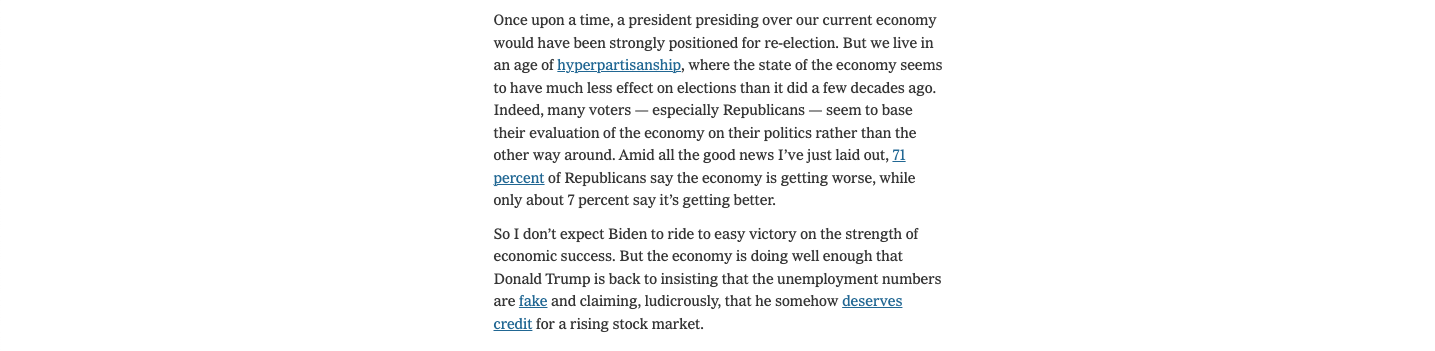 Once upon a time, a president presiding over our current economy
would have been strongly positioned for re-election. But we live in
an age of hyperpartisanship, where the state of the economy seems
to have much less effect on elections than it did a few decades ago.
Indeed, many voters — especially Republicans — seem to base
their evaluation of the economy on their politics rather than the
other way around. Amid all the good news I’ve just laid out, 71
percent of Republicans say the economy is getting worse, while
only about 7 percent say it’s getting better.
So I don’t expect Biden to ride to easy victory on the strength of
economic success. But the economy is doing well enough that
Donald Trump is back to insisting that the unemployment numbers
are fake and claiming, ludicrously, that he somehow deserves
credit for a rising stock market.